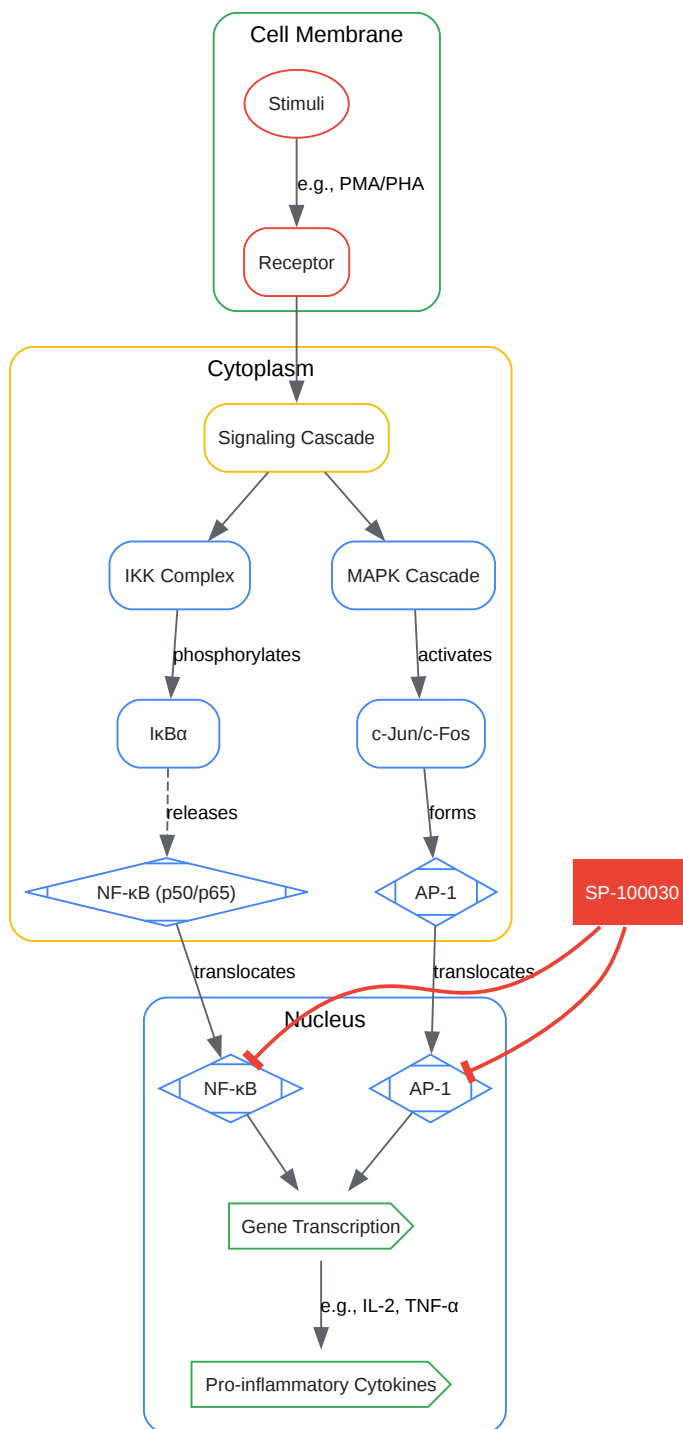 Cell Membrane
Stimuli
e.g., PMA/PHA
Receptor
Cytoplasm
Signaling Cascade
IKK Complex
MAPK Cascade
phosphorylates
activates
IκBα
c-Jun/c-Fos
releases
forms
NF-κB (p50/p65)
AP-1
SP-100030
translocates
translocates
Nucleus
NF-κB
AP-1
Gene Transcription
e.g., IL-2, TNF-α
Pro-inflammatory Cytokines